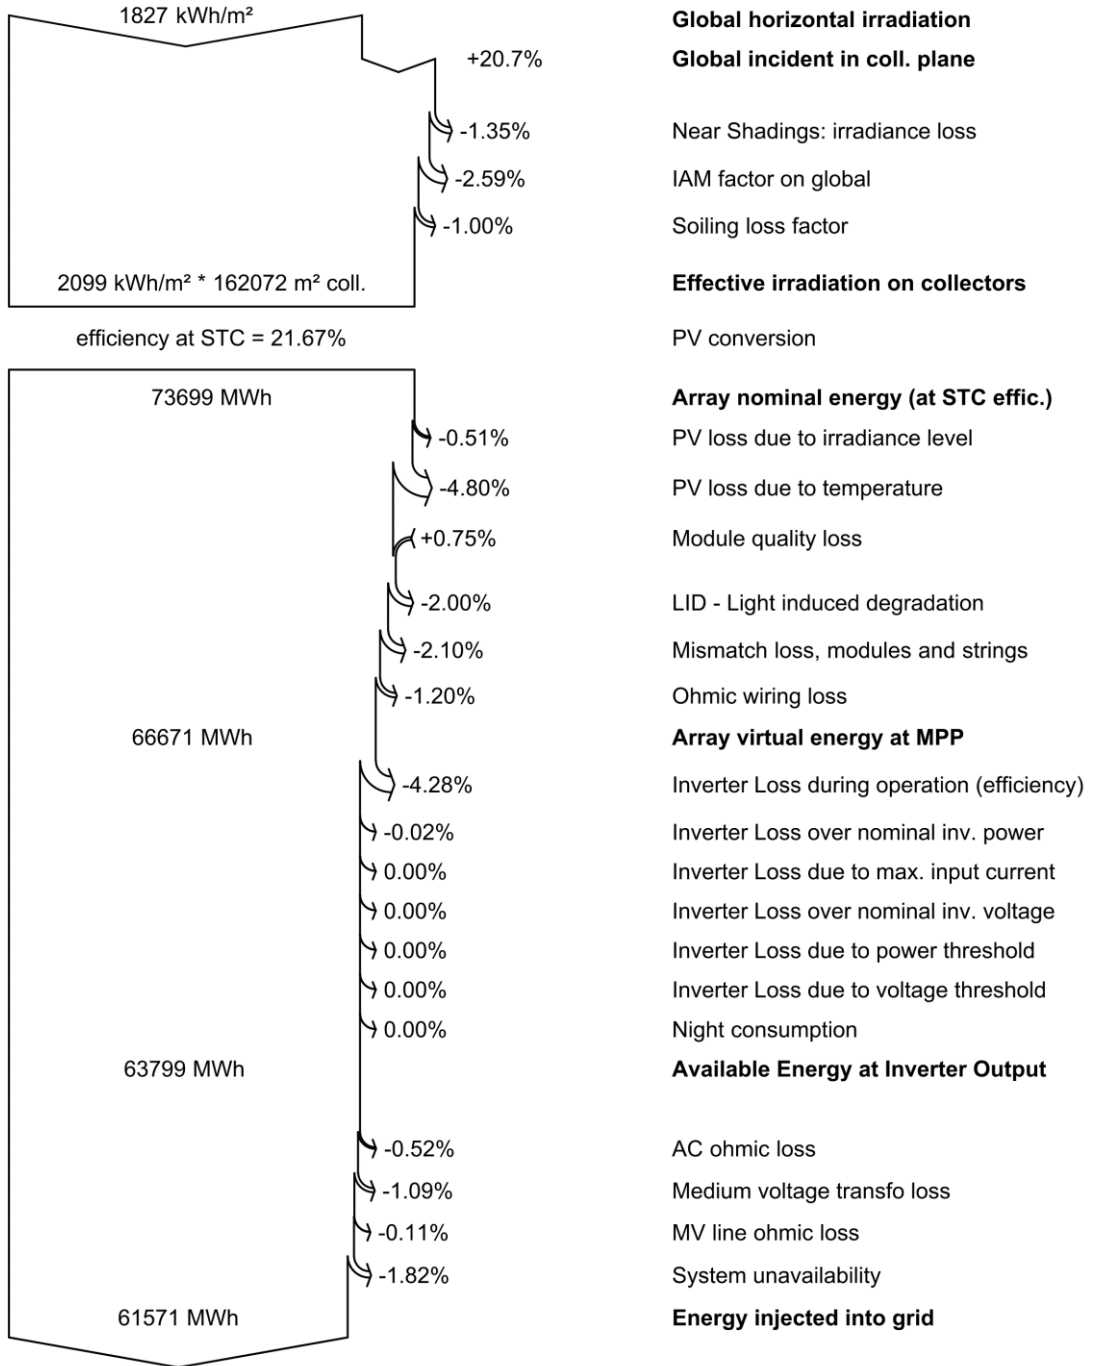 1827 kWh/m² Global horizontal irradiation
+20.7% Global incident in coll. plane
-1.35% Near Shadings: irradiance loss
-2.59% IAM factor on global
-1.00% Soiling loss factor
2099 kWh/m² * 162072 m² coll. Effective irradiation on collectors
efficiency at STC = 21.67% PV conversion
73699 MWh Array nominal energy (at STC effic.)
-0.51% PV loss due to irradiance level
-4.80% PV loss due to temperature
+0.75% Module quality loss
-2.00% LID - Light induced degradation
-2.10% Mismatch loss, modules and strings
-1.20% Ohmic wiring loss
66671 MWh Array virtual energy at MPP
-4.28% Inverter Loss during operation (efficiency)
-0.02% Inverter Loss over nominal inv. power
0.00% Inverter Loss due to max. input current
0.00% Inverter Loss over nominal inv. voltage
0.00% Inverter Loss due to power threshold
0.00% Inverter Loss due to voltage threshold
0.00% Night consumption
63799 MWh Available Energy at Inverter Output
-0.52% AC ohmic loss
-1.09% Medium voltage transfo loss
-0.11% MV line ohmic loss
-1.82% System unavailability
61571 MWh Energy injected into grid